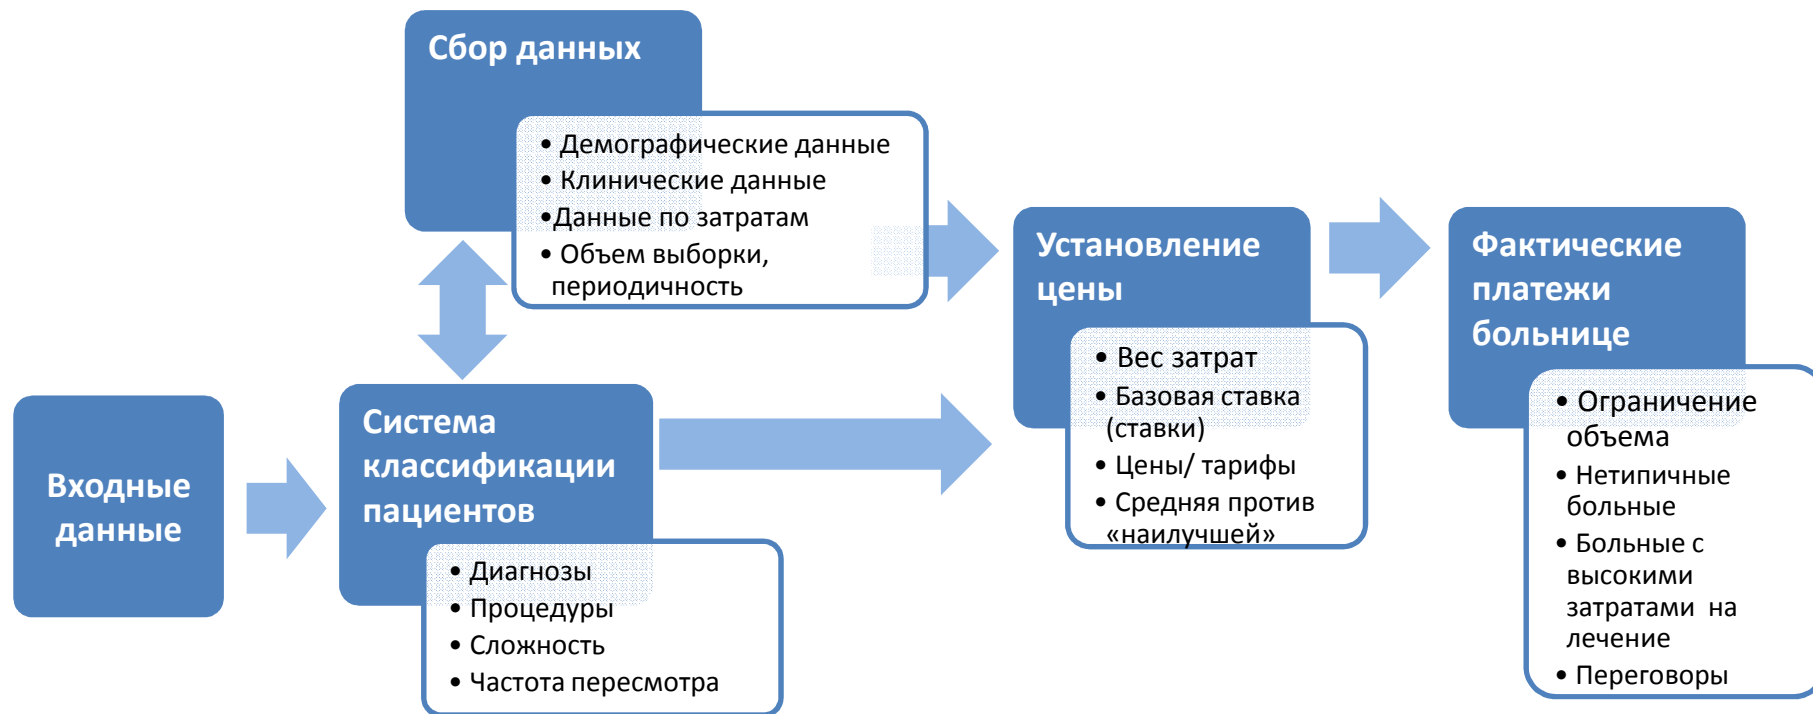 Сбор данных
• Демографические данные
• Клинические данные
•Данные по затратам
• Объем выборки,
периодичность
Входные
данные
Система
классификации
пациентов
• Диагнозы
• Процедуры
• Сложность
• Частота пересмотра
Установление
цены
• Вес затрат
• Базовая ставка
(ставки)
• Цены/ тарифы
• Средняя против
«наилучшей»
Фактические
платежи
больнице
• Ограничение
объема
• Нетипичные
больные
• Больные с
высокими
затратами на
лечение
• Переговоры